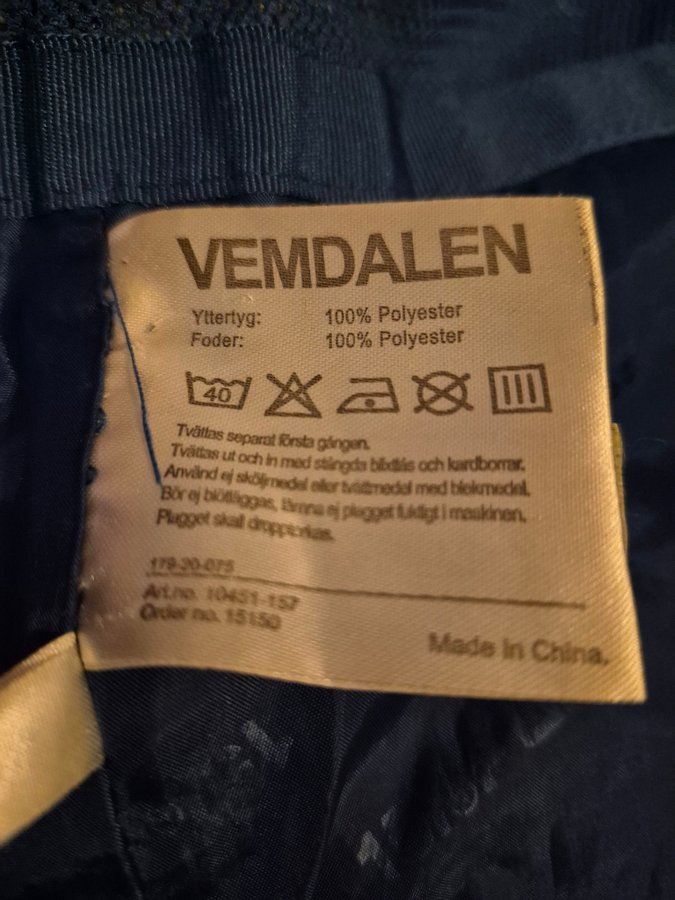 VEMDALEN
Yttertyg: 100% Polyester
Foder: 100% Polyester
40
Tvättas separat första gången.
Tvättas ut och in med stängda blixtlås och kardborrar.
Använd ej sköljmedel eller tvättmedel med blekmedel.
Bör ej blötläggas, lämna ej plagget fuktigt i maskinen.
Plagget skall dropptorkas.
179-20-075
Art.no. 10451-157
Order no. 15150
Made in China.